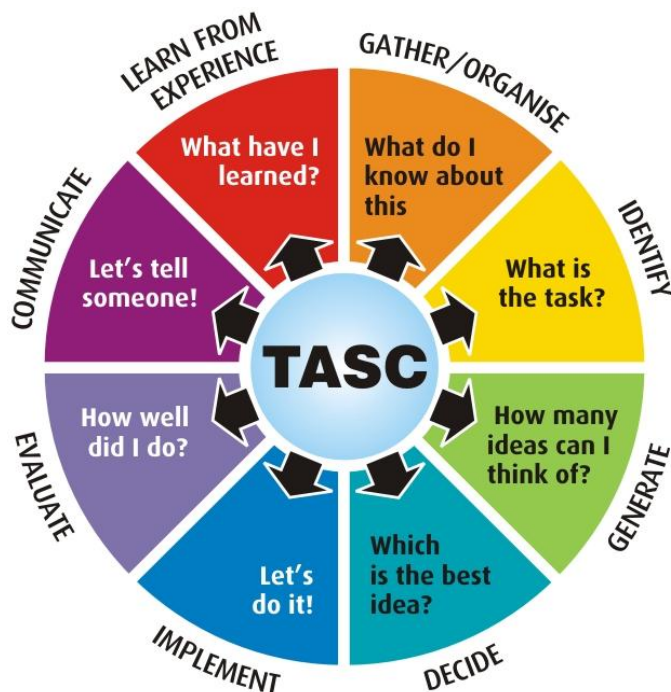 GATHER/ORGANISE
What do I
know about
this
IDENTIFY
What is
the task?
GENERATE
How many
ideas can I
think of?
DECIDE
Which
is the best
idea?
IMPLEMENT
Let's
do it!
EVALUATE
How well
did I do?
COMMUNICATE
Let's tell
someone!
LEARN FROM
EXPERIENCE
What have I
learned?
TASC